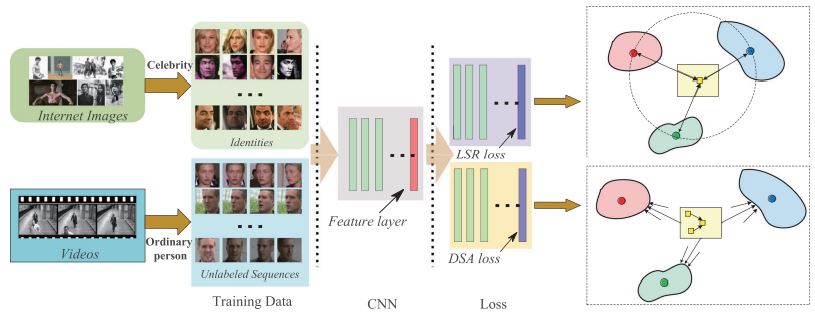 Celebrity
Internet Images
Identities
Videos
Ordinary
person
Unlabeled Sequences
Feature layer
LSR loss
DSA loss
Training Data
CNN
Loss